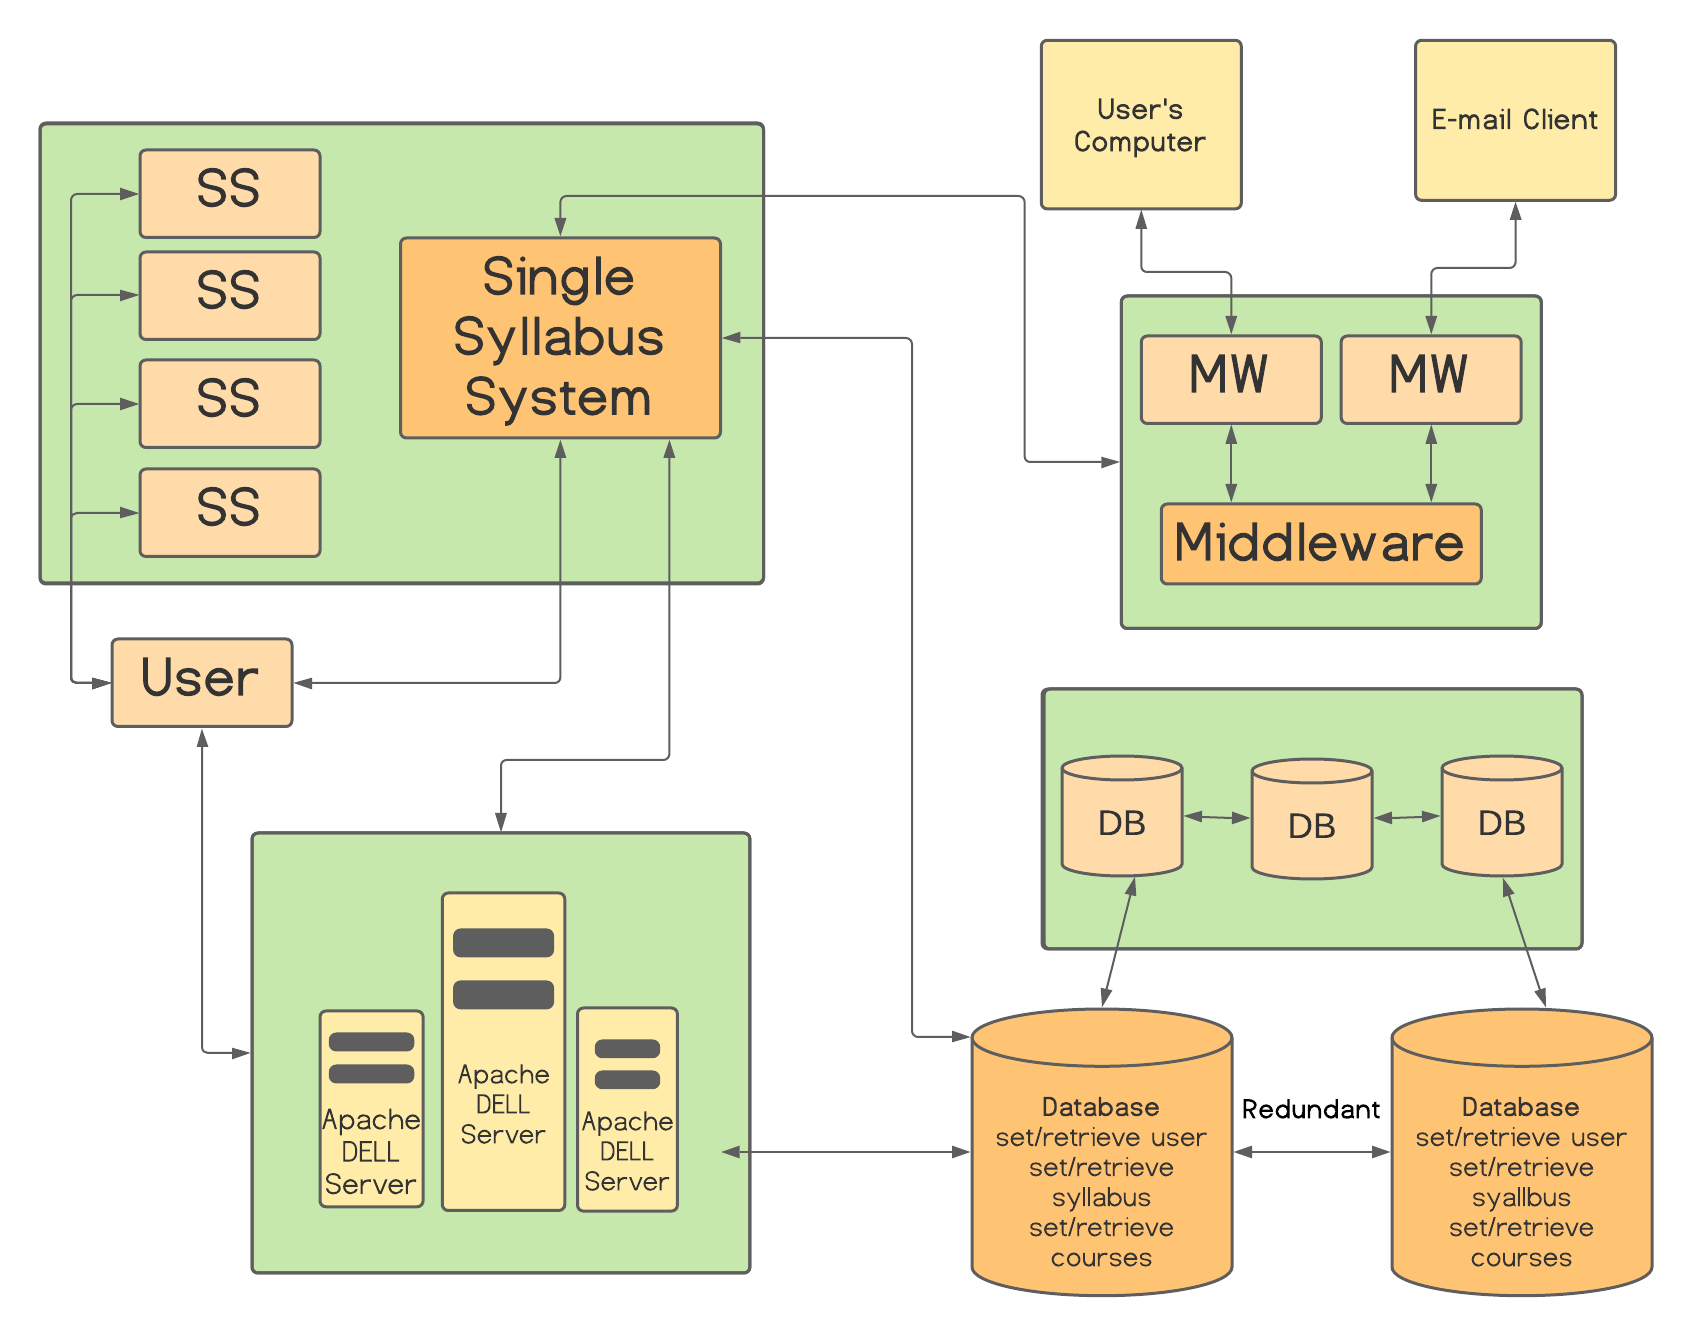 User's
Computer
E-mail Client
SS
SS
SS
SS
Single
Syllabus
System
MW
MW
Middleware
User
DB
DB
DB
Apache
DELL
Server
Apache
DELL
Server
Apache
DELL
Server
Database
set/retrieve user
set/retrieve
syllabus
set/retrieve
courses
Redundant
Database
set/retrieve user
set/retrieve
syallbus
set/retrieve
courses